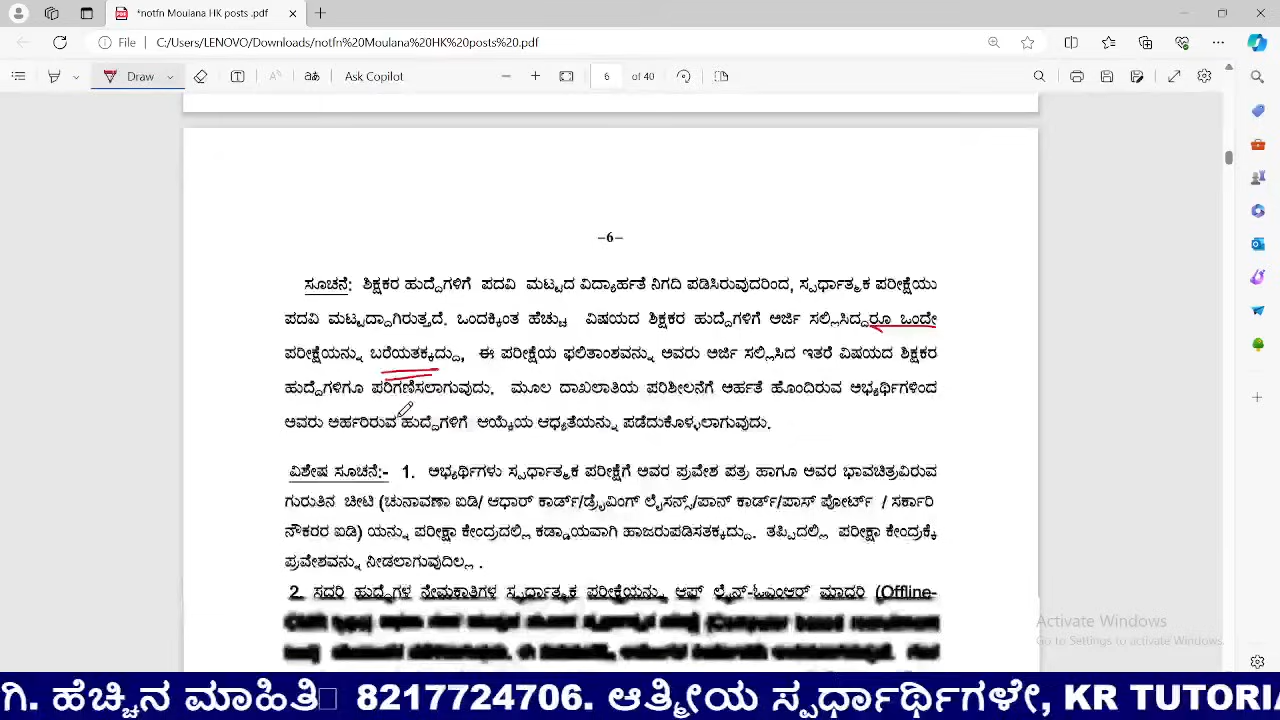 *notfn Moulana HK posts .pdf
File
C:/Users/LENOVO/Downloads/notfn%20Moulana%20HK%20posts%20.pdf
Draw
Ask Copilot
6
of 40
–6–
ಸೂಚನೆ: ಶಿಕ್ಷಕರ ಹುದ್ದೆಗಳಿಗೆ ಪದವಿ ಮಟ್ಟದ ವಿದ್ಯಾರ್ಹತೆ ನಿಗದಿ ಪಡಿಸಿರುವುದರಿಂದ, ಸ್ಪರ್ಧಾತ್ಮಕ ಪರೀಕ್ಷೆಯು
ಪದವಿ ಮಟ್ಟದ್ದಾಗಿರುತ್ತದೆ. ಒಂದಕ್ಕಿಂತ ಹೆಚ್ಚು ವಿಷಯದ ಶಿಕ್ಷಕರ ಹುದ್ದೆಗಳಿಗೆ ಅರ್ಜಿ ಸಲ್ಲಿಸಿದ್ದರೂ ಒಂದೇ
ಪರೀಕ್ಷೆಯನ್ನು ಬರೆಯತಕ್ಕದ್ದು, ಈ ಪರೀಕ್ಷೆಯ ಫಲಿತಾಂಶವನ್ನು ಅವರು ಅರ್ಜಿ ಸಲ್ಲಿಸಿದ ಇತರೆ ವಿಷಯದ ಶಿಕ್ಷಕರ
ಹುದ್ದೆಗಳಿಗೂ ಪರಿಗಣಿಸಲಾಗುವುದು. ಮೂಲ ದಾಖಲಾತಿಯ ಪರಿಶೀಲನೆಗೆ ಅರ್ಹತೆ ಹೊಂದಿರುವ ಅಭ್ಯರ್ಥಿಗಳಿಂದ
ಅವರು ಅರ್ಹರಿರುವ ಹುದ್ದೆಗಳಿಗೆ ಆಯ್ಕೆಯ ಆಧ್ಯತೆಯನ್ನು ಪಡೆದುಕೊಳ್ಳಲಾಗುವುದು.
ವಿಶೇಷ ಸೂಚನೆ:- 1. ಅಭ್ಯರ್ಥಿಗಳು ಸ್ಪರ್ಧಾತ್ಮಕ ಪರೀಕ್ಷೆಗೆ ಅವರ ಪ್ರವೇಶ ಪತ್ರ ಹಾಗೂ ಅವರ ಭಾವಚಿತ್ರವಿರುವ
ಗುರುತಿನ ಚೀಟಿ (ಚುನಾವಣಾ ಐಡಿ/ ಆಧಾರ್ ಕಾರ್ಡ್/ಡ್ರೈವಿಂಗ್ ಲೈಸನ್ಸ್/ಪಾನ್ ಕಾರ್ಡ್/ಪಾಸ್ ಪೋರ್ಟ್ / ಸರ್ಕಾರಿ
ನೌಕರರ ಐಡಿ) ಯನ್ನು ಪರೀಕ್ಷಾ ಕೇಂದ್ರದಲ್ಲಿ ಕಡ್ಡಾಯವಾಗಿ ಹಾಜರುಪಡಿಸತಕ್ಕದ್ದು. ತಪ್ಪಿದಲ್ಲಿ ಪರೀಕ್ಷಾ ಕೇಂದ್ರಕ್ಕೆ
ಪ್ರವೇಶವನ್ನು ನೀಡಲಾಗುವುದಿಲ್ಲ .
2. ಸದರಿ ಹುದ್ದೆಗಳ ನೇಮಕಾತಿಗಳ ಸ್ಪರ್ಧಾತ್ಮಕ ಪರೀಕ್ಷೆಯನ್ನು ಆಫ್ ಲೈನ್-ಓಎಂಆರ್ ಮಾದರಿ (Offline-
Activate Windows
Go to Settings to activate Windows.
ಗಿ. ಹೆಚ್ಚಿನ ಮಾಹಿತಿ 8217724706. ಆತ್ಮೀಯ ಸ್ಪರ್ಧಾರ್ಥಿಗಳೇ, KR TUTORI